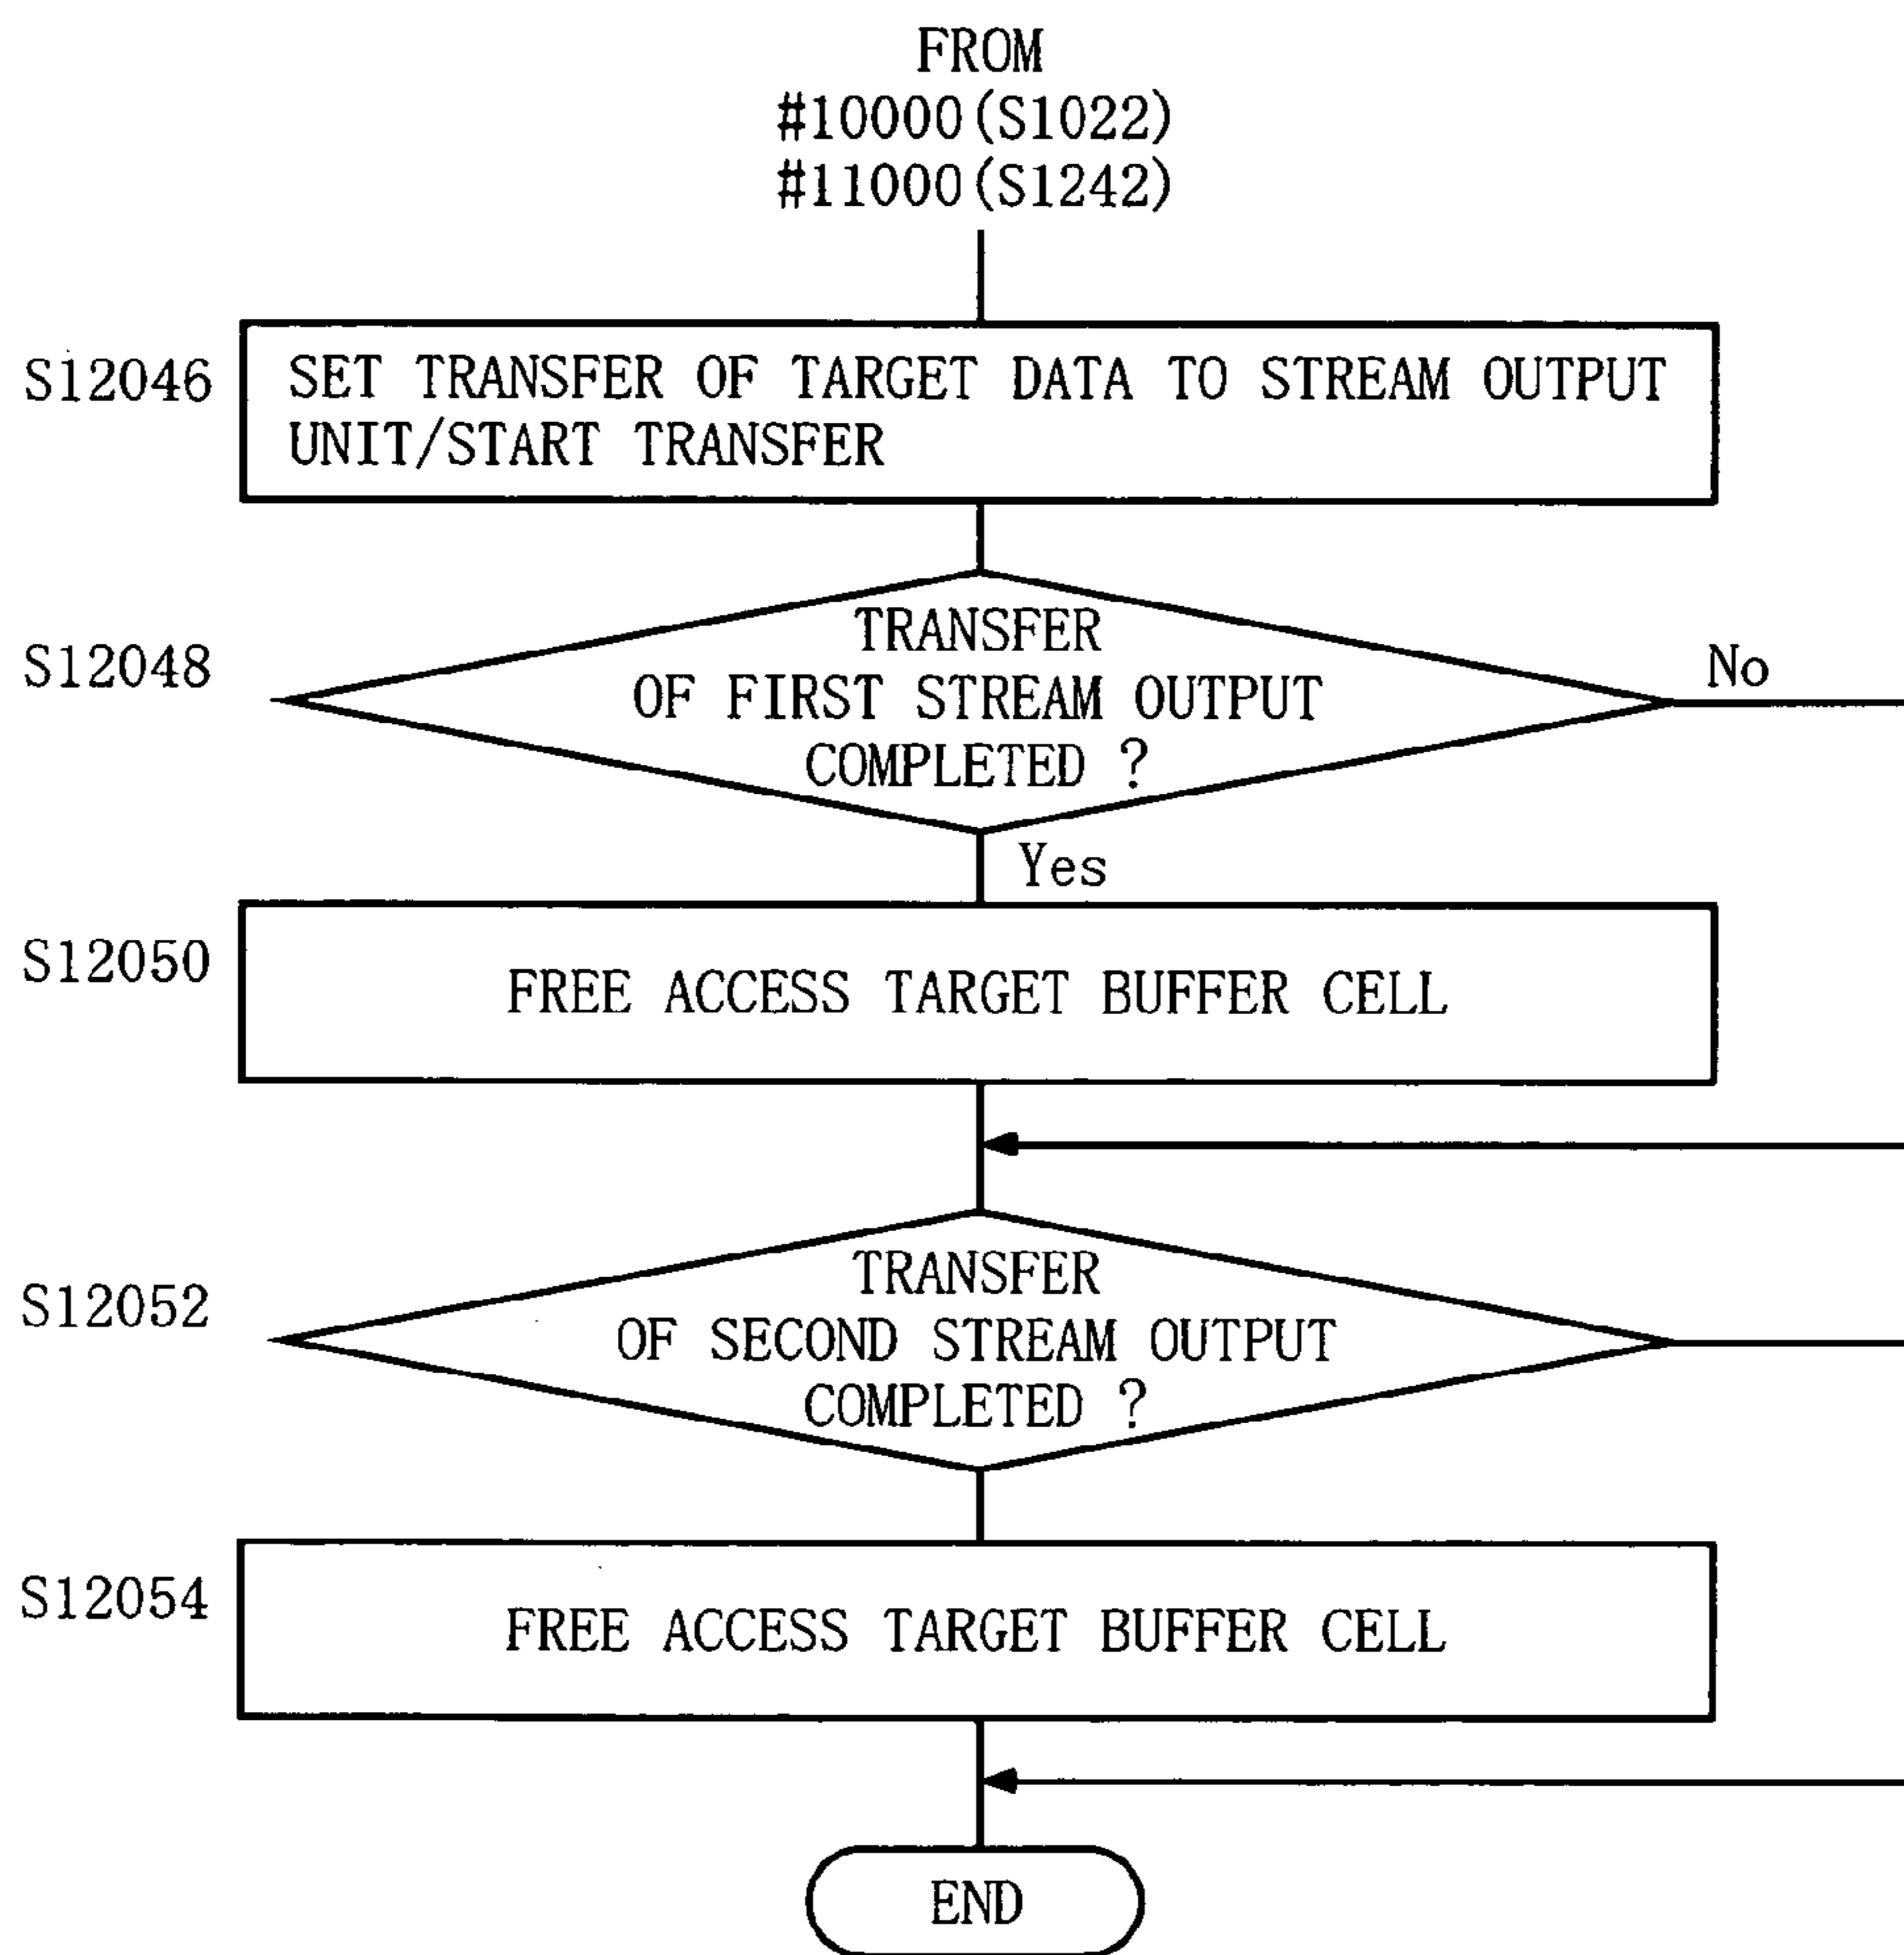 FROM
#10000(S1022)
#11000(S1242)
S12046
SET TRANSFER OF TARGET DATA TO STREAM OUTPUT
UNIT/START TRANSFER
S12048
TRANSFER
OF FIRST STREAM OUTPUT
COMPLETED ?
No
Yes
S12050
FREE ACCESS TARGET BUFFER CELL
S12052
TRANSFER
OF SECOND STREAM OUTPUT
COMPLETED ?
S12054
FREE ACCESS TARGET BUFFER CELL
END